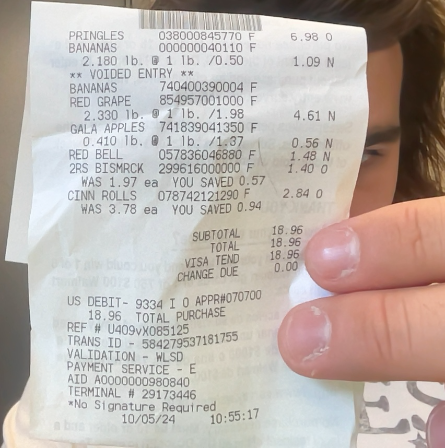 PRINGLES 038000845770 F 6.98 O
BANANAS 000000040110 F
2.180 lb. @ 1 lb. /0.50 1.09 N
** VOIDED ENTRY **
BANANAS 740400390004 F
RED GRAPE 854957001000 F
2.330 lb. @ 1 lb. /1.98 4.61 N
GALA APPLES 741839041350 F
0.410 lb. @ 1 lb. /1.37 0.56 N
RED BELL 057836046880 F 1.48 N
2RS BISMRCK 299616000000 F 1.40 O
WAS 1.97 ea YOU SAVED 0.57
CINN ROLLS 078742121290 F 2.84 O
WAS 3.78 ea YOU SAVED 0.94
SUBTOTAL 18.96
TOTAL 18.96
VISA TEND 18.96
CHANGE DUE 0.00
US DEBIT- 9334 I 0 APPR#070700
18.96 TOTAL PURCHASE
REF # U409vX085125
TRANS ID - 584279537181755
VALIDATION - WLSD
PAYMENT SERVICE - E
AID A0000000980840
TERMINAL # 29173446
*No Signature Required
10/05/24 10:55:17